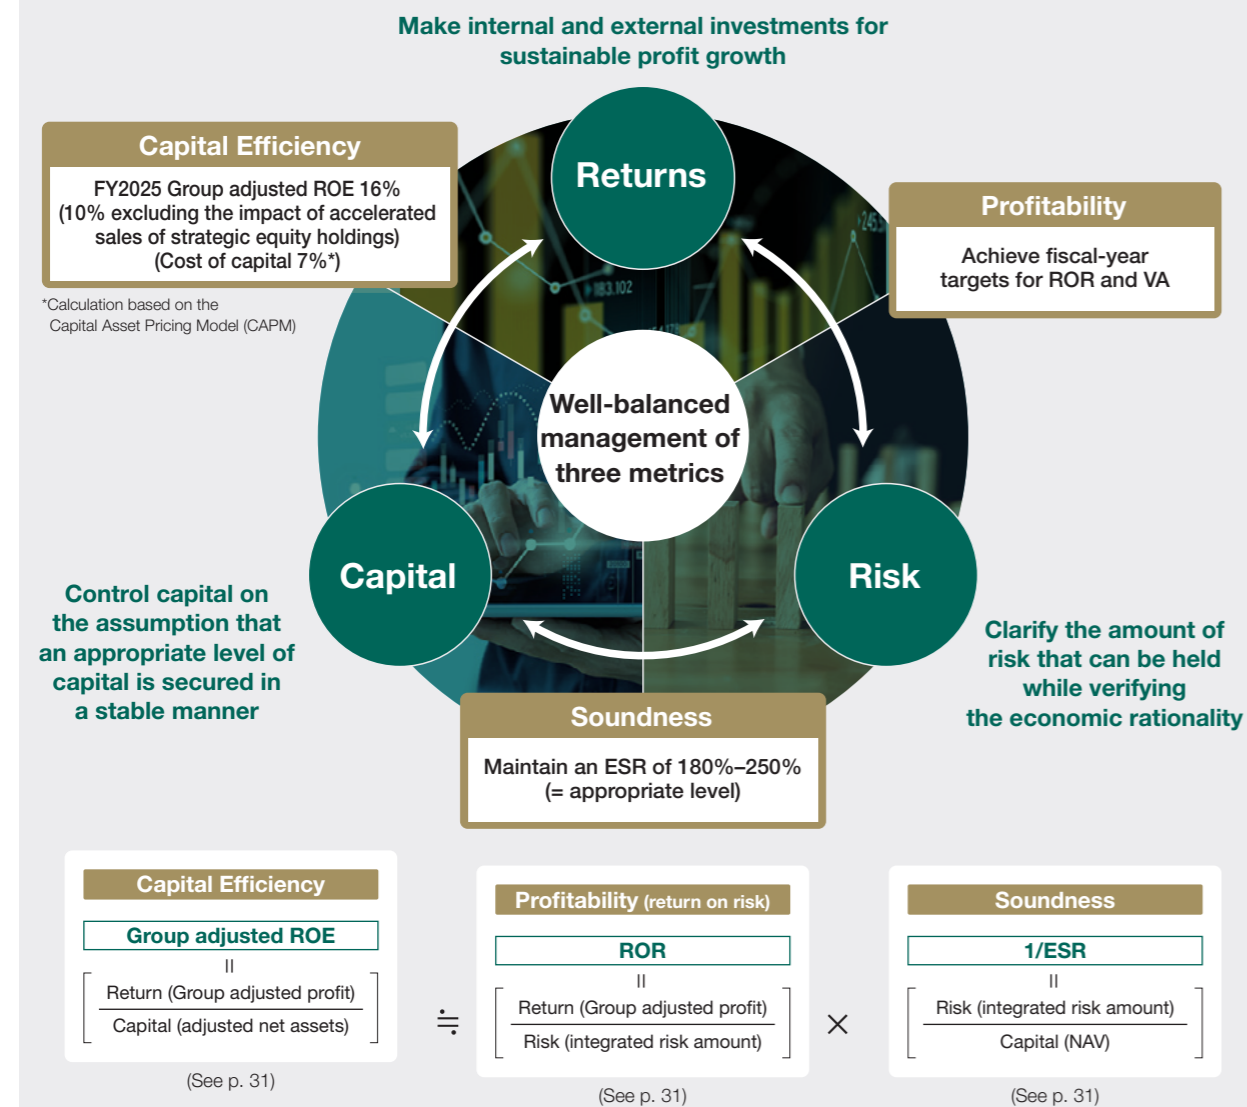 Make internal and external investments for
sustainable profit growth
Returns
Capital Efficiency
FY2025 Group adjusted ROE 16%
(10% excluding the impact of accelerated
sales of strategic equity holdings)
(Cost of capital 7%*)
*Calculation based on the
Capital Asset Pricing Model (CAPM)
Profitability
Achieve fiscal-year
targets for ROR and VA
183.102
Well-balanced
management of
three metrics
Capital
Risk
Control capital on
the assumption that
an appropriate level of
capital is secured in
a stable manner
Clarify the amount of
risk that can be held
while verifying
the economic rationality
Soundness
Maintain an ESR of 180%–250%
(= appropriate level)
Capital Efficiency
Group adjusted ROE
=
Return (Group adjusted profit)
Capital (adjusted net assets)
(See p. 31)
≒
Profitability (return on risk)
ROR
=
Return (Group adjusted profit)
Risk (integrated risk amount)
(See p. 31)
×
Soundness
1/ESR
=
Risk (integrated risk amount)
Capital (NAV)
(See p. 31)